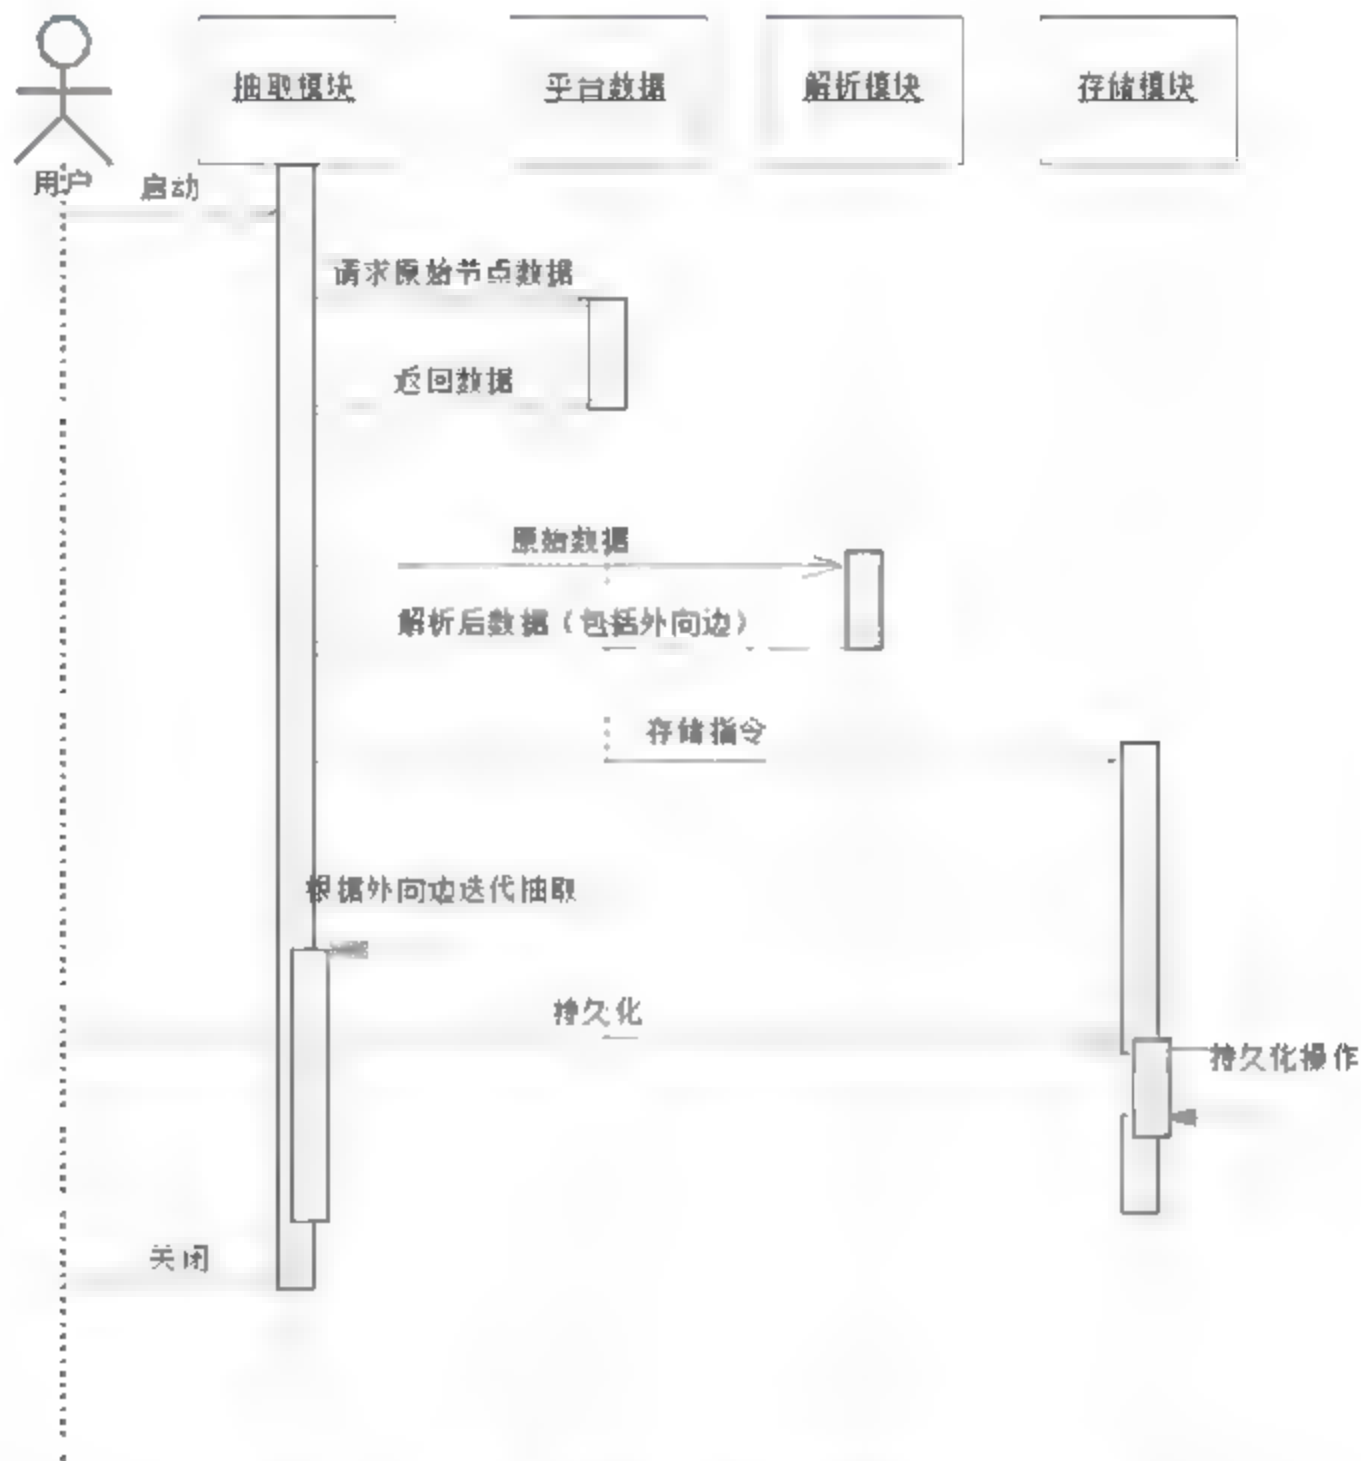 抽取模块
平台数据
解析模块
存储模块
用户
启动
请求原始节点数据
返回数据
原始数据
解析后数据（包括外向边）
存储指令
根据外向边迭代抽取
持久化
持久化操作
关闭